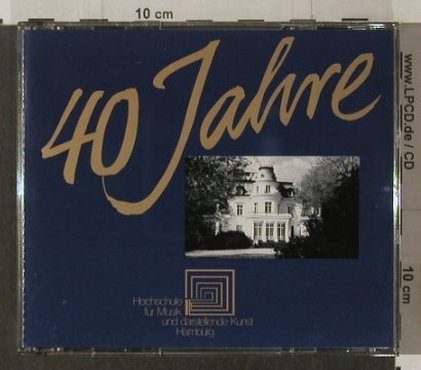 10 cm
40 Jahre
Hochschule
für Musik
und darstellende Kunst
Hamburg
www.LPCD.de / CD
10 cm